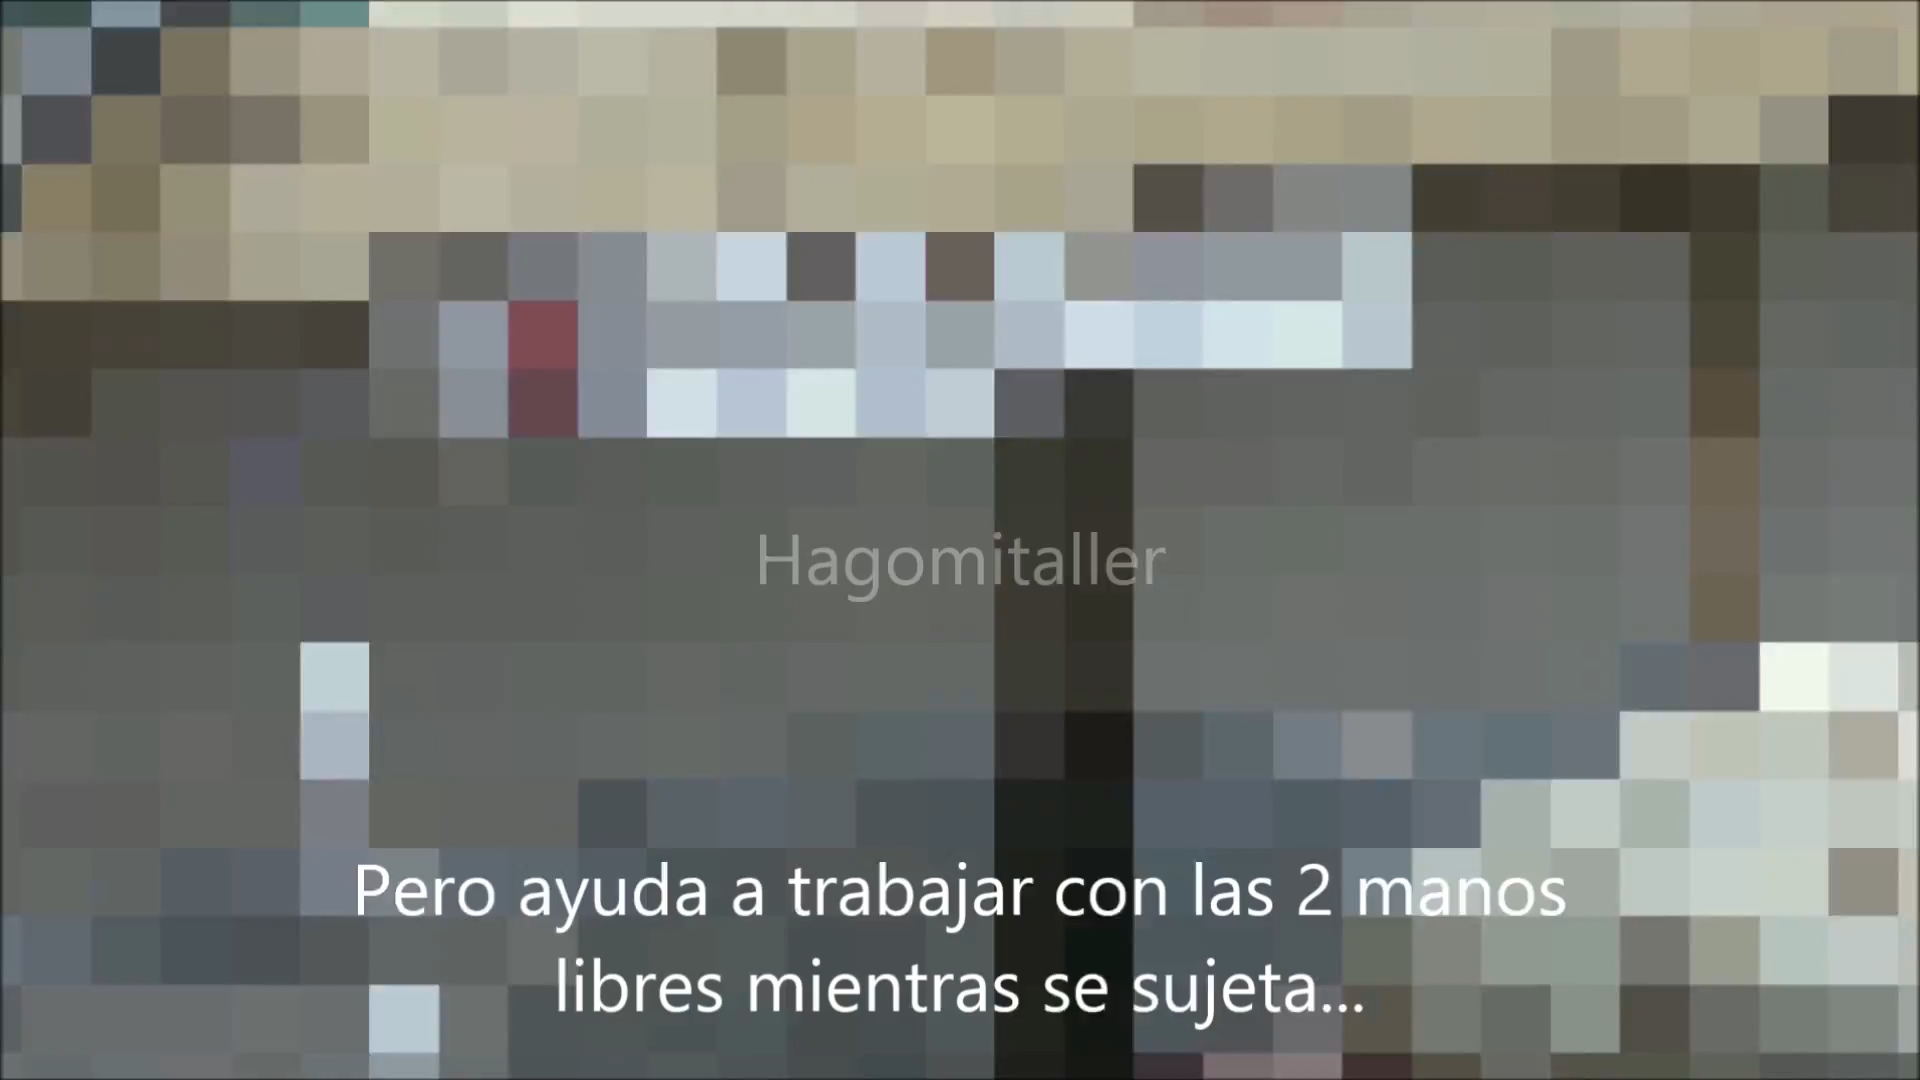 Hagomitaller
Pero ayuda a trabajar con las 2 manos
libres mientras se sujeta...